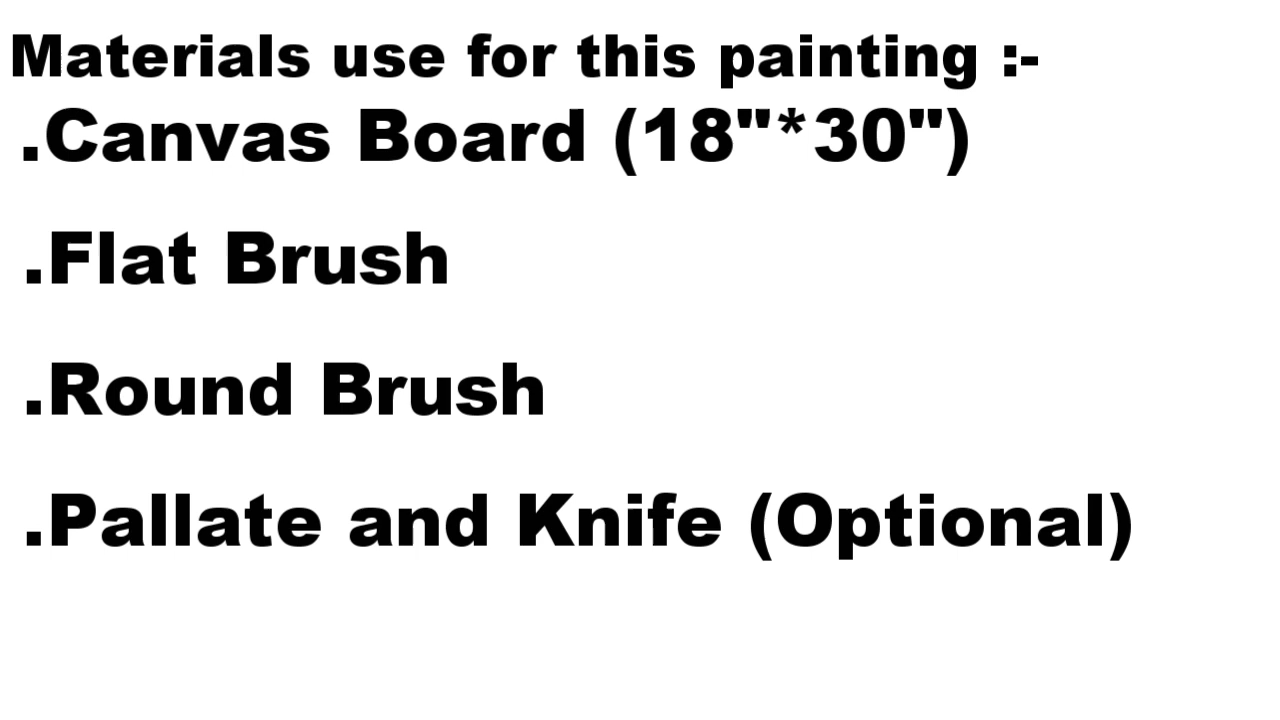 Materials use for this painting :-
.Canvas Board (18"*30")
.Flat Brush
.Round Brush
.Pallate and Knife (Optional)